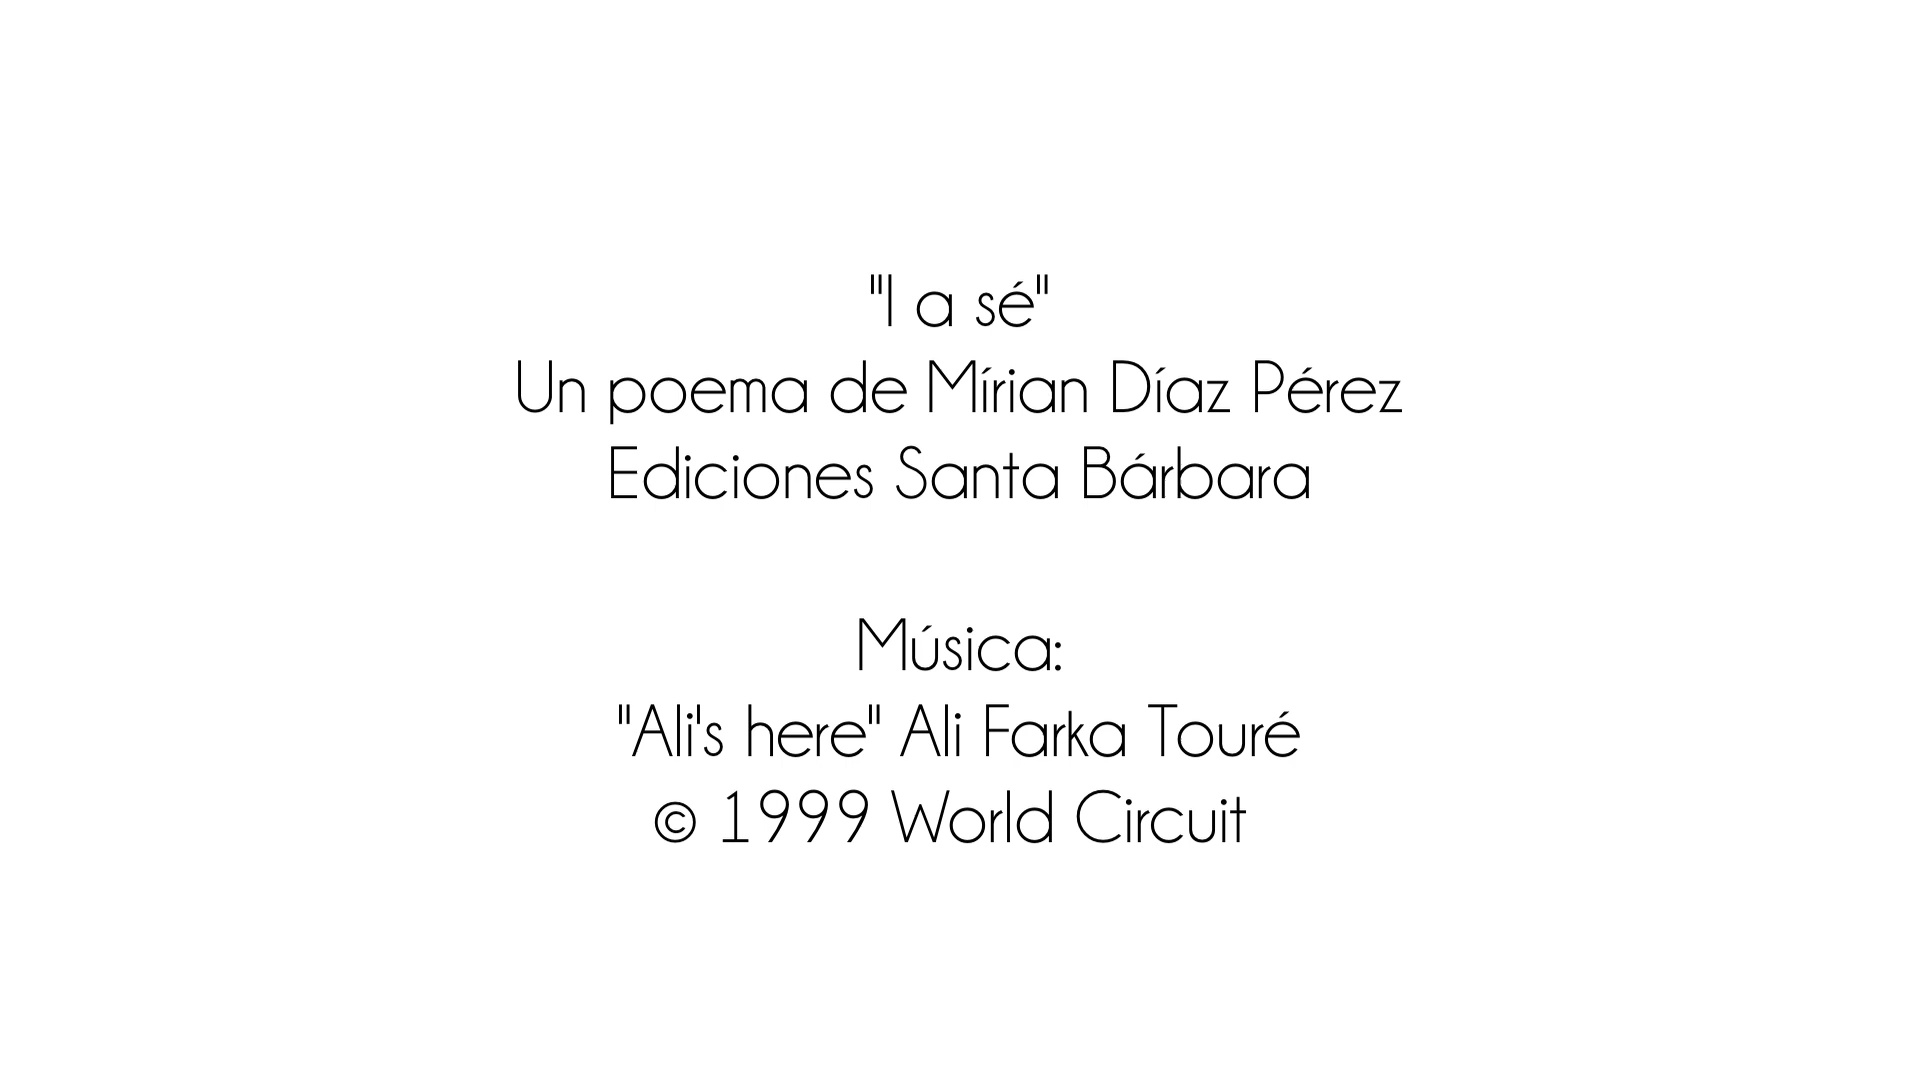 "I a sé"
Un poema de Mírian Díaz Pérez
Ediciones Santa Bárbara
Música:
"Ali's here" Ali Farka Touré
© 1999 World Circuit